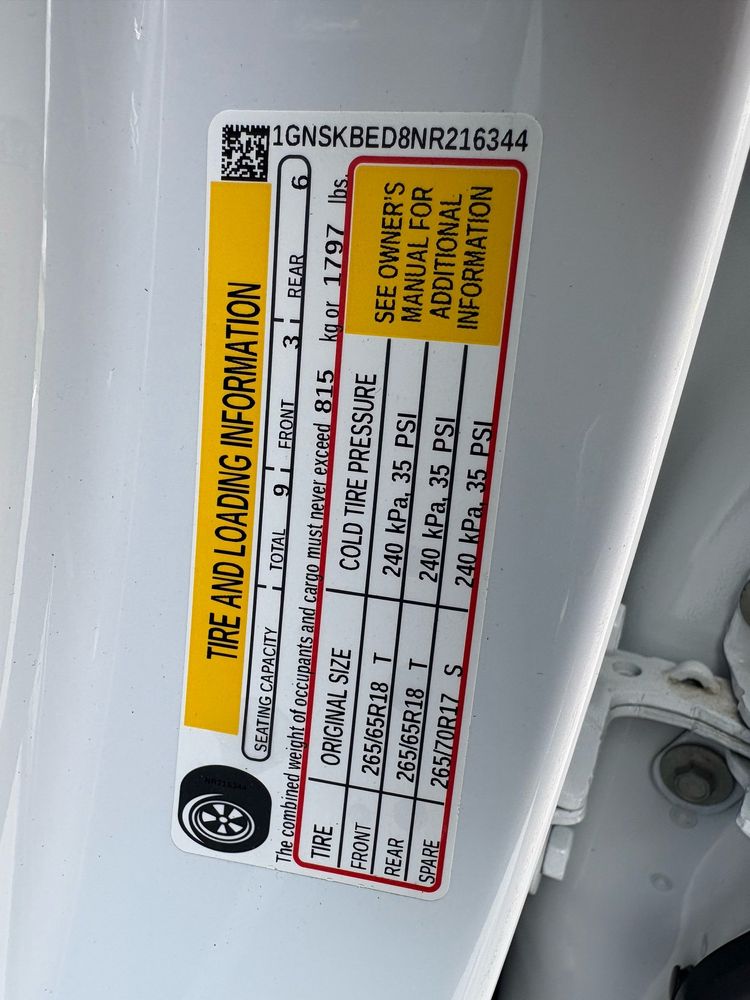 1GNSKBED8NR216344
TIRE AND LOADING INFORMATION
SEATING CAPACITY TOTAL 9 FRONT 3 REAR 6
The combined weight of occupants and cargo must never exceed 815 kg or 1797 lbs.
TIRE ORIGINAL SIZE COLD TIRE PRESSURE
FRONT 265/65R18 T 240 kPa, 35 PSI
REAR 265/65R18 T 240 kPa, 35 PSI
SPARE 265/70R17 S 240 kPa, 35 PSI
SEE OWNER'S
MANUAL FOR
ADDITIONAL
INFORMATION
NR216344